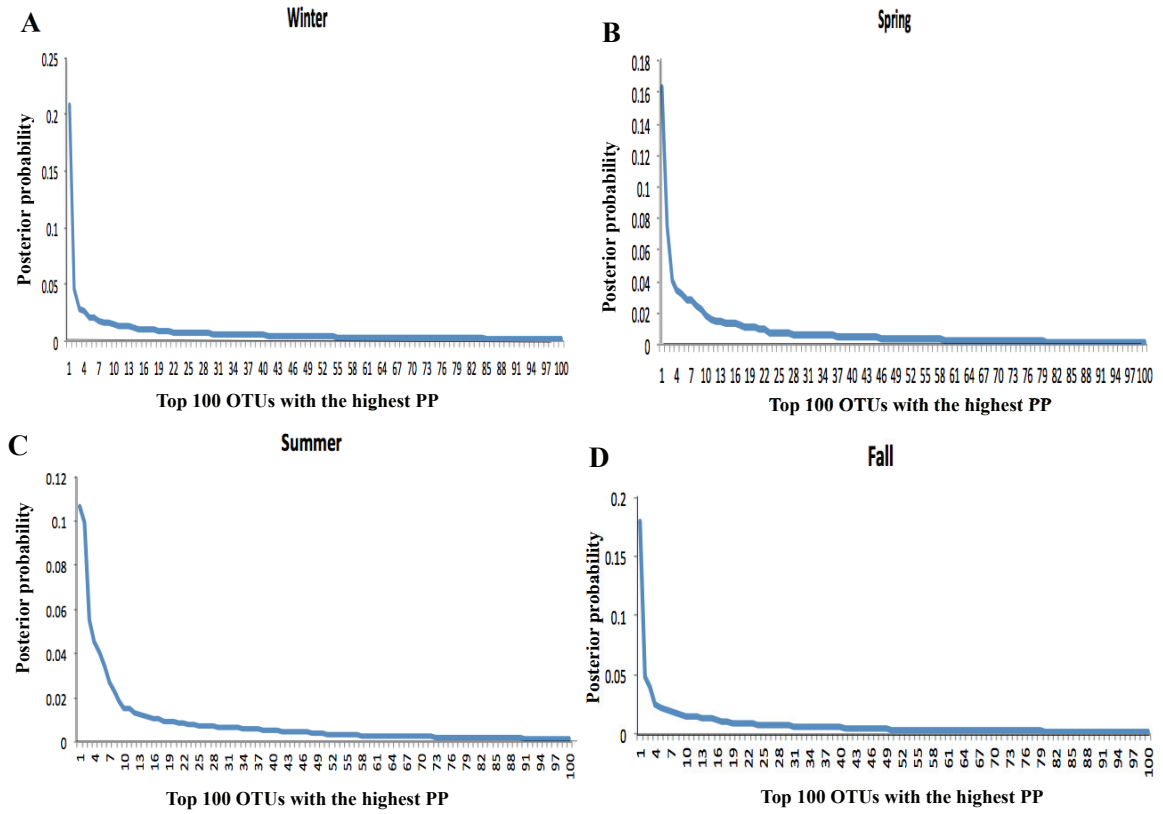 A
Winter
Posterior probability
0.25
0.2
0.15
0.1
0.05
0
1 4 7 10 13 16 19 22 25 28 31 34 37 40 43 46 49 52 55 58 61 64 67 70 73 76 79 82 85 88 91 94 97 100
Top 100 OTUs with the highest PP
B
Spring
Posterior probability
0.18
0.16
0.14
0.12
0.1
0.08
0.06
0.04
0.02
0
1 4 7 10 13 16 19 22 25 28 31 34 37 40 43 46 49 52 55 58 61 64 67 70 73 76 79 82 85 88 91 94 97 100
Top 100 OTUs with the highest PP
C
Summer
Posterior probability
0.12
0.1
0.08
0.06
0.04
0.02
0
1 4 7 10 13 16 19 22 25 28 31 34 37 40 43 46 49 52 55 58 61 64 67 70 73 76 79 82 85 88 91 94 97 100
Top 100 OTUs with the highest PP
D
Fall
Posterior probability
0.2
0.15
0.1
0.05
0
1 4 7 10 13 16 19 22 25 28 31 34 37 40 43 46 49 52 55 58 61 64 67 70 73 76 79 82 85 88 91 94 97 100
Top 100 OTUs with the highest PP